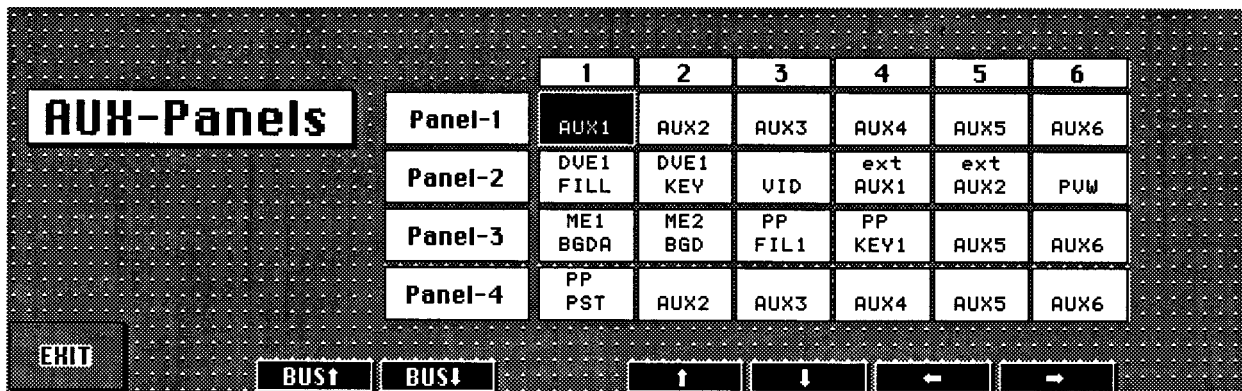 1 2 3 4 5 6
AUX-Panels
Panel-1 AUX1 AUX2 AUX3 AUX4 AUX5 AUX6
Panel-2 DVE1 FILL DVE1 KEY VID ext AUX1 ext AUX2 PVW
Panel-3 ME1 BGDA ME2 BGD PP FIL1 PP KEY1 AUX5 AUX6
Panel-4 PP PST AUX2 AUX3 AUX4 AUX5 AUX6
EXIT
BUS↑ BUS↓ ↑ ↓ ← →